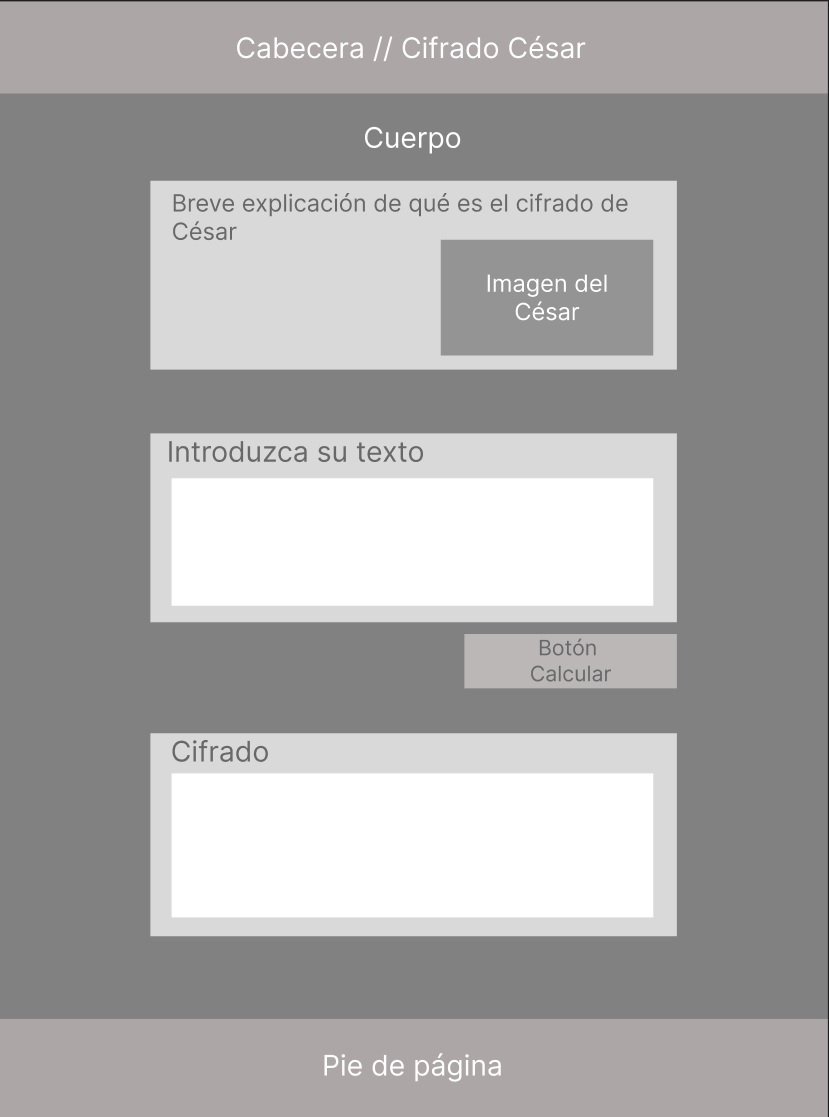 Cabecera // Cifrado César
Cuerpo
Breve explicación de qué es el cifrado de
César
Imagen del
César
Introduzca su texto
Botón
Calcular
Cifrado
Pie de página